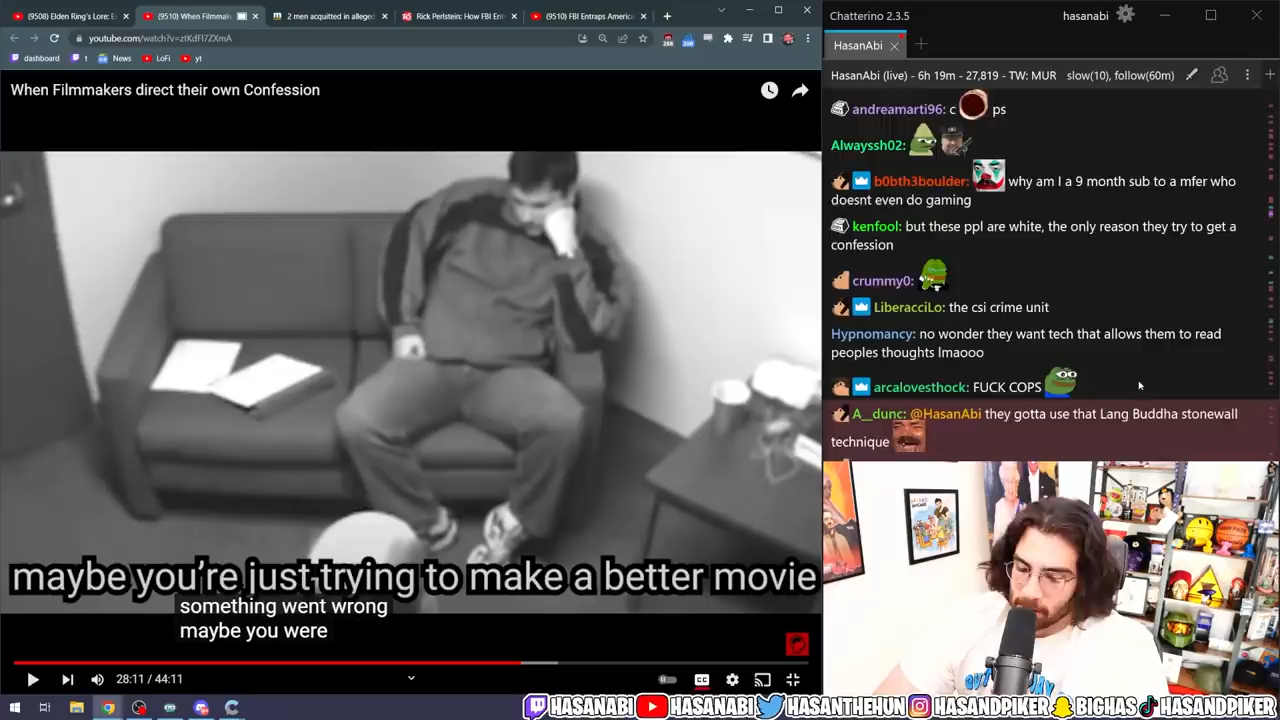 (9508) Elden Ring's Lore: E
(9510) When Filmmak
2 men acquitted in alleged
Rick Perlstein: How FBI Ent
(9510) FBI Entraps America
youtube.com/watch?v=ztKdFI7ZXmA
dashboard
t
News
LoFi
yt
When Filmmakers direct their own Confession
maybe you're just trying to make a better movie
something went wrong
maybe you were
28:11 / 44:11
CC
Chatterino 2.3.5
hasanabi
HasanAbi
HasanAbi (live) - 6h 19m - 27,819 - TW: MUR
slow(10), follow(60m)
andreamarti96: c ps
Alwayssh02:
b0bth3boulder: why am I a 9 month sub to a mfer who
doesnt even do gaming
kenfool: but these ppl are white, the only reason they try to get a
confession
crummy0:
LiberacciLo: the csi crime unit
Hypnomancy: no wonder they want tech that allows them to read
peoples thoughts lmaooo
arcalovesthock: FUCK COPS
A__dunc: @HasanAbi they gotta use that Lang Buddha stonewall
technique
HASANABI HASANABI HASANTHEHUN HASANDPIKER BIGHAS HASANDPIKER